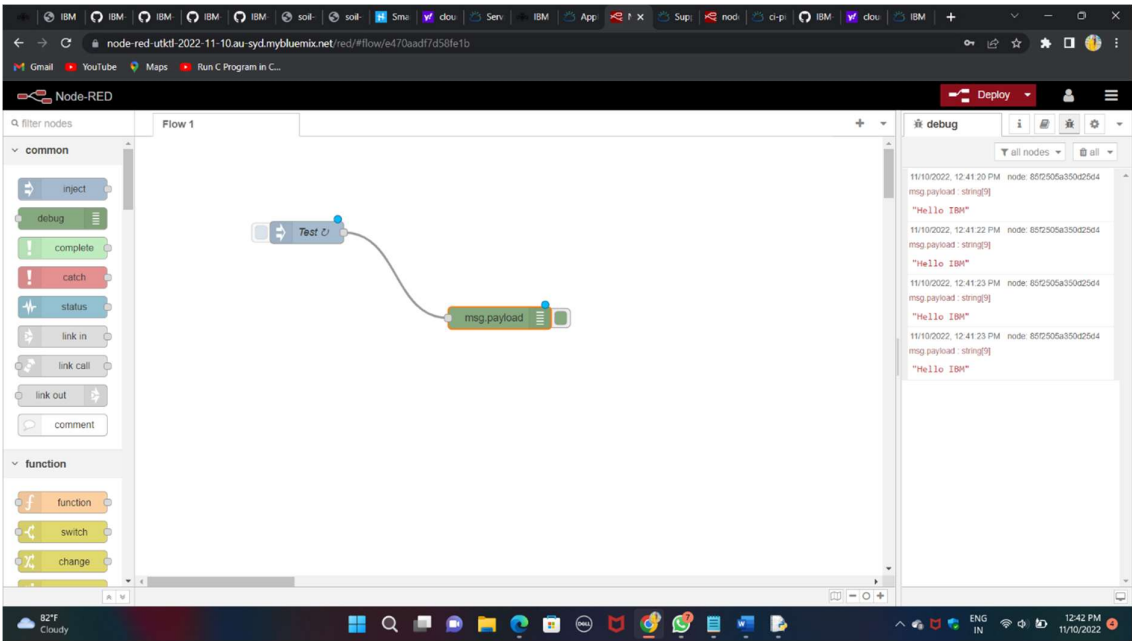 IBM IBM- IBM- IBM IBM- soil- soil- Sma clou Serv IBM App N Sup node ci-pi IBM- clou IBM
node-red-utktl-2022-11-10.au-syd.mybluemix.net/red/#flow/e470aadf7d58fe1b
Gmail YouTube Maps Run C Program in C...
Node-RED Deploy
filter nodes Flow 1 debug i
common all nodes all
inject
debug
complete
catch
status
link in
link call
link out
comment
function
function
switch
change
Test ↻
msg.payload
11/10/2022, 12:41:20 PM node: 85f2505a350d25d4
msg.payload : string[9]
"Hello IBM"
11/10/2022, 12:41:22 PM node: 85f2505a350d25d4
msg.payload : string[9]
"Hello IBM"
11/10/2022, 12:41:23 PM node: 85f2505a350d25d4
msg.payload : string[9]
"Hello IBM"
11/10/2022, 12:41:23 PM node: 85f2505a350d25d4
msg.payload : string[9]
"Hello IBM"
82°F
Cloudy
DELL
ENG
IN
12:42 PM
11/10/2022